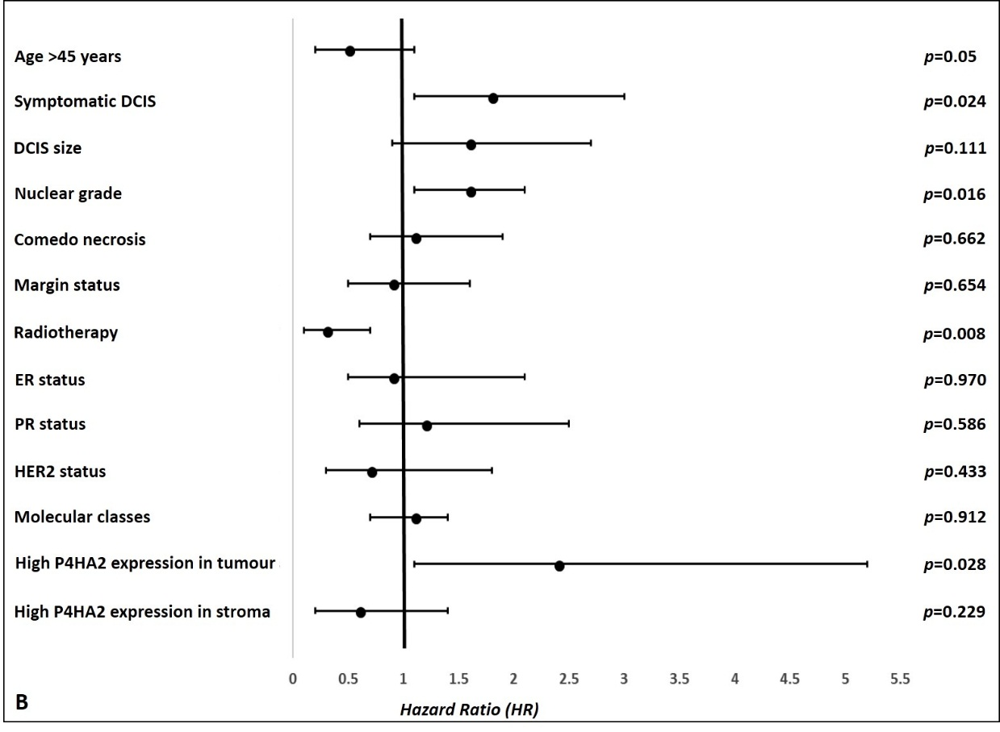 Age >45 years p=0.05
Symptomatic DCIS p=0.024
DCIS size p=0.111
Nuclear grade p=0.016
Comedo necrosis p=0.662
Margin status p=0.654
Radiotherapy p=0.008
ER status p=0.970
PR status p=0.586
HER2 status p=0.433
Molecular classes p=0.912
High P4HA2 expression in tumour p=0.028
High P4HA2 expression in stroma p=0.229
0 0.5 1 1.5 2 2.5 3 3.5 4 4.5 5 5.5
B
Hazard Ratio (HR)